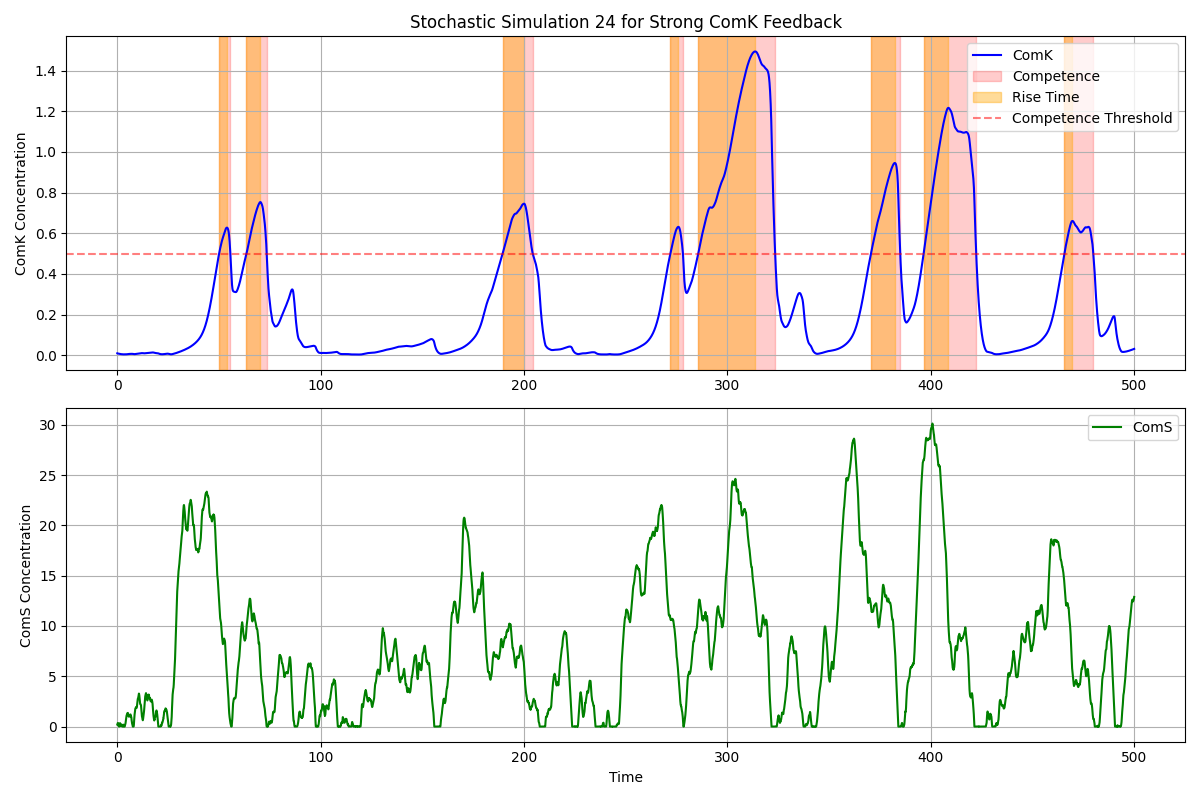 Stochastic Simulation 24 for Strong ComK Feedback
ComK Concentration
1.4
1.2
1.0
0.8
0.6
0.4
0.2
0.0
ComK
Competence
Rise Time
Competence Threshold
0 100 200 300 400 500
ComS Concentration
30
25
20
15
10
5
0
ComS
0 100 200 300 400 500
Time